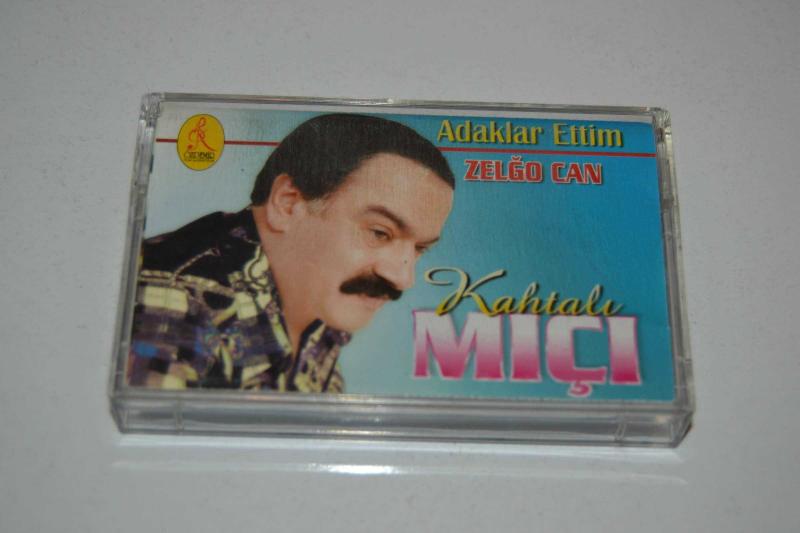 Adaklar Ettim
ZELĞO CAN
Kahtalı
MIÇI